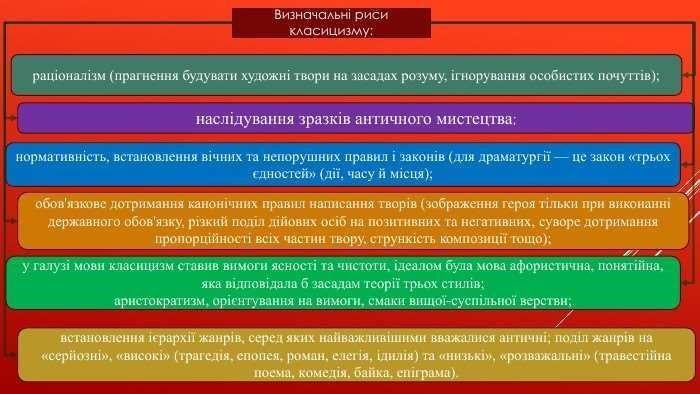 Визначальні риси
класицизму:
раціоналізм (прагнення будувати художні твори на засадах розуму, ігнорування особистих почуттів);
наслідування зразків античного мистецтва;
нормативність, встановлення вічних та непорушних правил і законів (для драматургії — це закон «трьох
єдностей» (дії, часу й місця);
обов'язкове дотримання канонічних правил написання творів (зображення героя тільки при виконанні
державного обов'язку, різкий поділ дійових осіб на позитивних та негативних, суворе дотримання
пропорційності всіх частин твору, стрункість композиції тощо);
у галузі мови класицизм ставив вимоги ясності та чистоти, ідеалом була мова афористична, понятійна,
яка відповідала б засадам теорії трьох стилів;
аристократизм, орієнтування на вимоги, смаки вищої-суспільної верстви;
встановлення ієрархії жанрів, серед яких найважливішими вважалися античні; поділ жанрів на
«серйозні», «високі» (трагедія, епопея, роман, елегія, ідилія) та «низькі», «розважальні» (травестійна
поема, комедія, байка, епіграма).